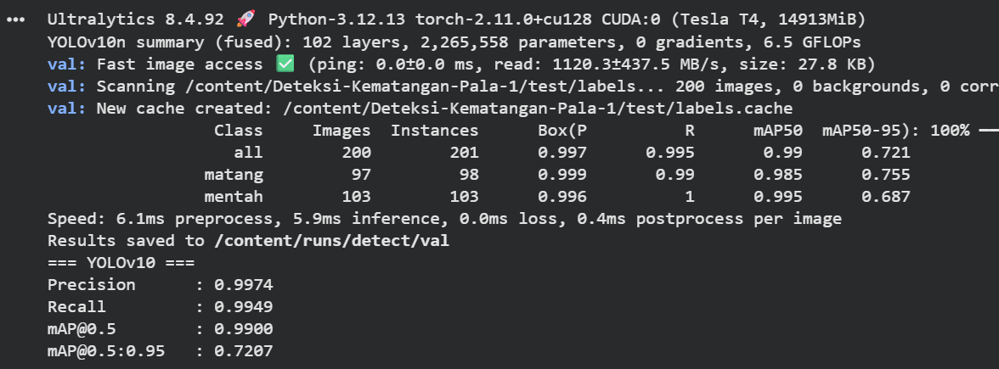 ••• Ultralytics 8.4.92 🚀 Python-3.12.13 torch-2.11.0+cu128 CUDA:0 (Tesla T4, 14913MiB)
YOLOv10n summary (fused): 102 layers, 2,265,558 parameters, 0 gradients, 6.5 GFLOPs
val: Fast image access ✅ (ping: 0.0±0.0 ms, read: 1120.3±437.5 MB/s, size: 27.8 KB)
val: Scanning /content/Deteksi-Kematangan-Pala-1/test/labels... 200 images, 0 backgrounds, 0 corr
val: New cache created: /content/Deteksi-Kematangan-Pala-1/test/labels.cache
Class Images Instances Box(P R mAP50 mAP50-95): 100% ━━
all 200 201 0.997 0.995 0.99 0.721
matang 97 98 0.999 0.99 0.985 0.755
mentah 103 103 0.996 1 0.995 0.687
Speed: 6.1ms preprocess, 5.9ms inference, 0.0ms loss, 0.4ms postprocess per image
Results saved to /content/runs/detect/val
=== YOLOv10 ===
Precision : 0.9974
Recall : 0.9949
mAP@0.5 : 0.9900
mAP@0.5:0.95 : 0.7207